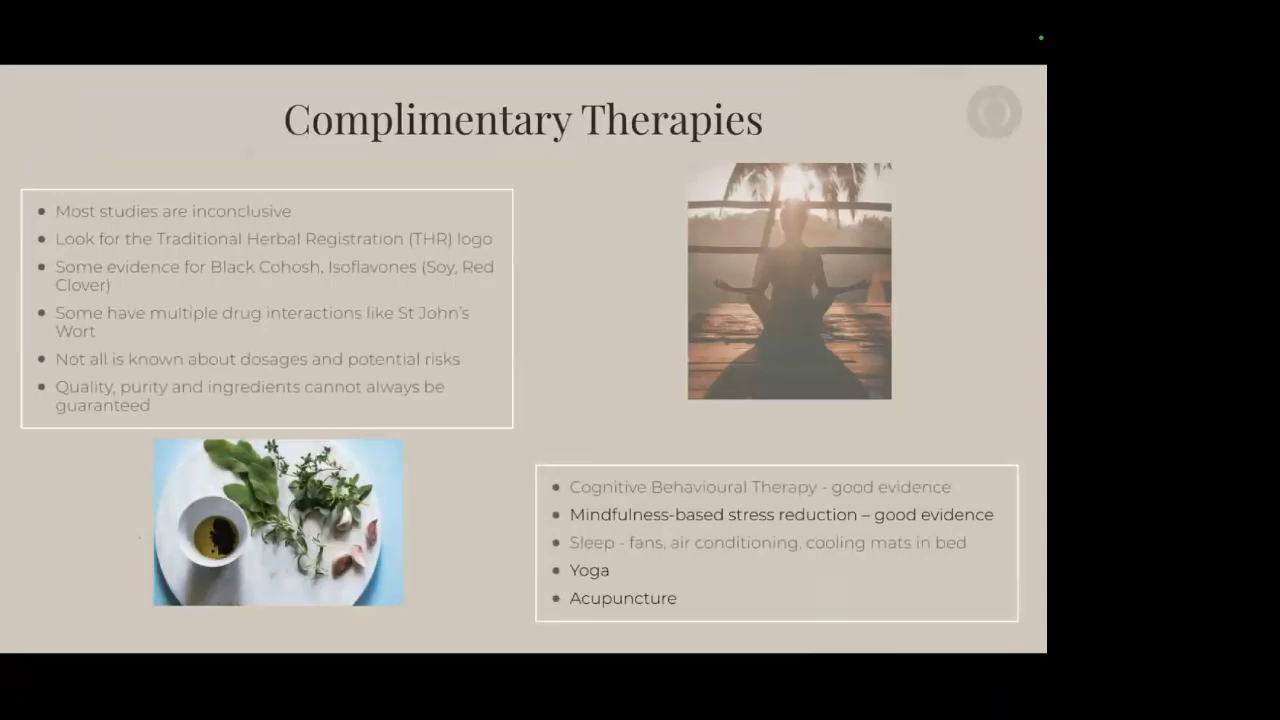 Complimentary Therapies
Most studies are inconclusive
Look for the Traditional Herbal Registration (THR) logo
Some evidence for Black Cohosh, Isoflavones (Soy, Red
Clover)
Some have multiple drug interactions like St John's
Wort
Not all is known about dosages and potential risks
Quality, purity and ingredients cannot always be
guaranteed
Cognitive Behavioural Therapy - good evidence
Mindfulness-based stress reduction – good evidence
Sleep - fans, air conditioning, cooling mats in bed
Yoga
Acupuncture